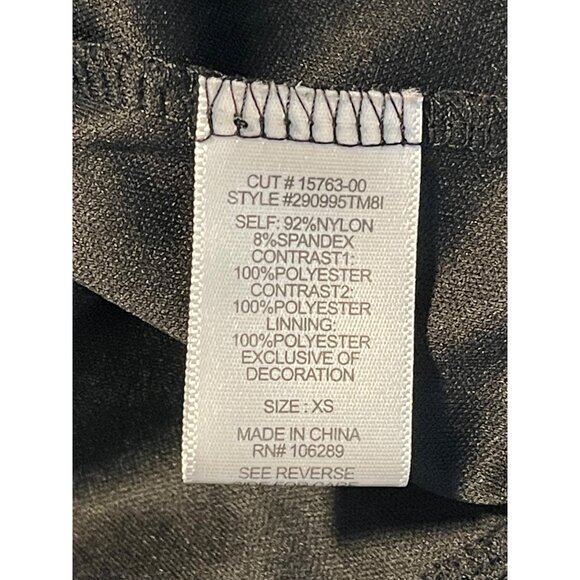 CUT # 15763-00
STYLE #290995TM8I
SELF: 92%NYLON
8%SPANDEX
CONTRAST1:
100%POLYESTER
CONTRAST2:
100%POLYESTER
LINNING:
100%POLYESTER
EXCLUSIVE OF
DECORATION
SIZE : XS
MADE IN CHINA
RN# 106289
SEE REVERSE